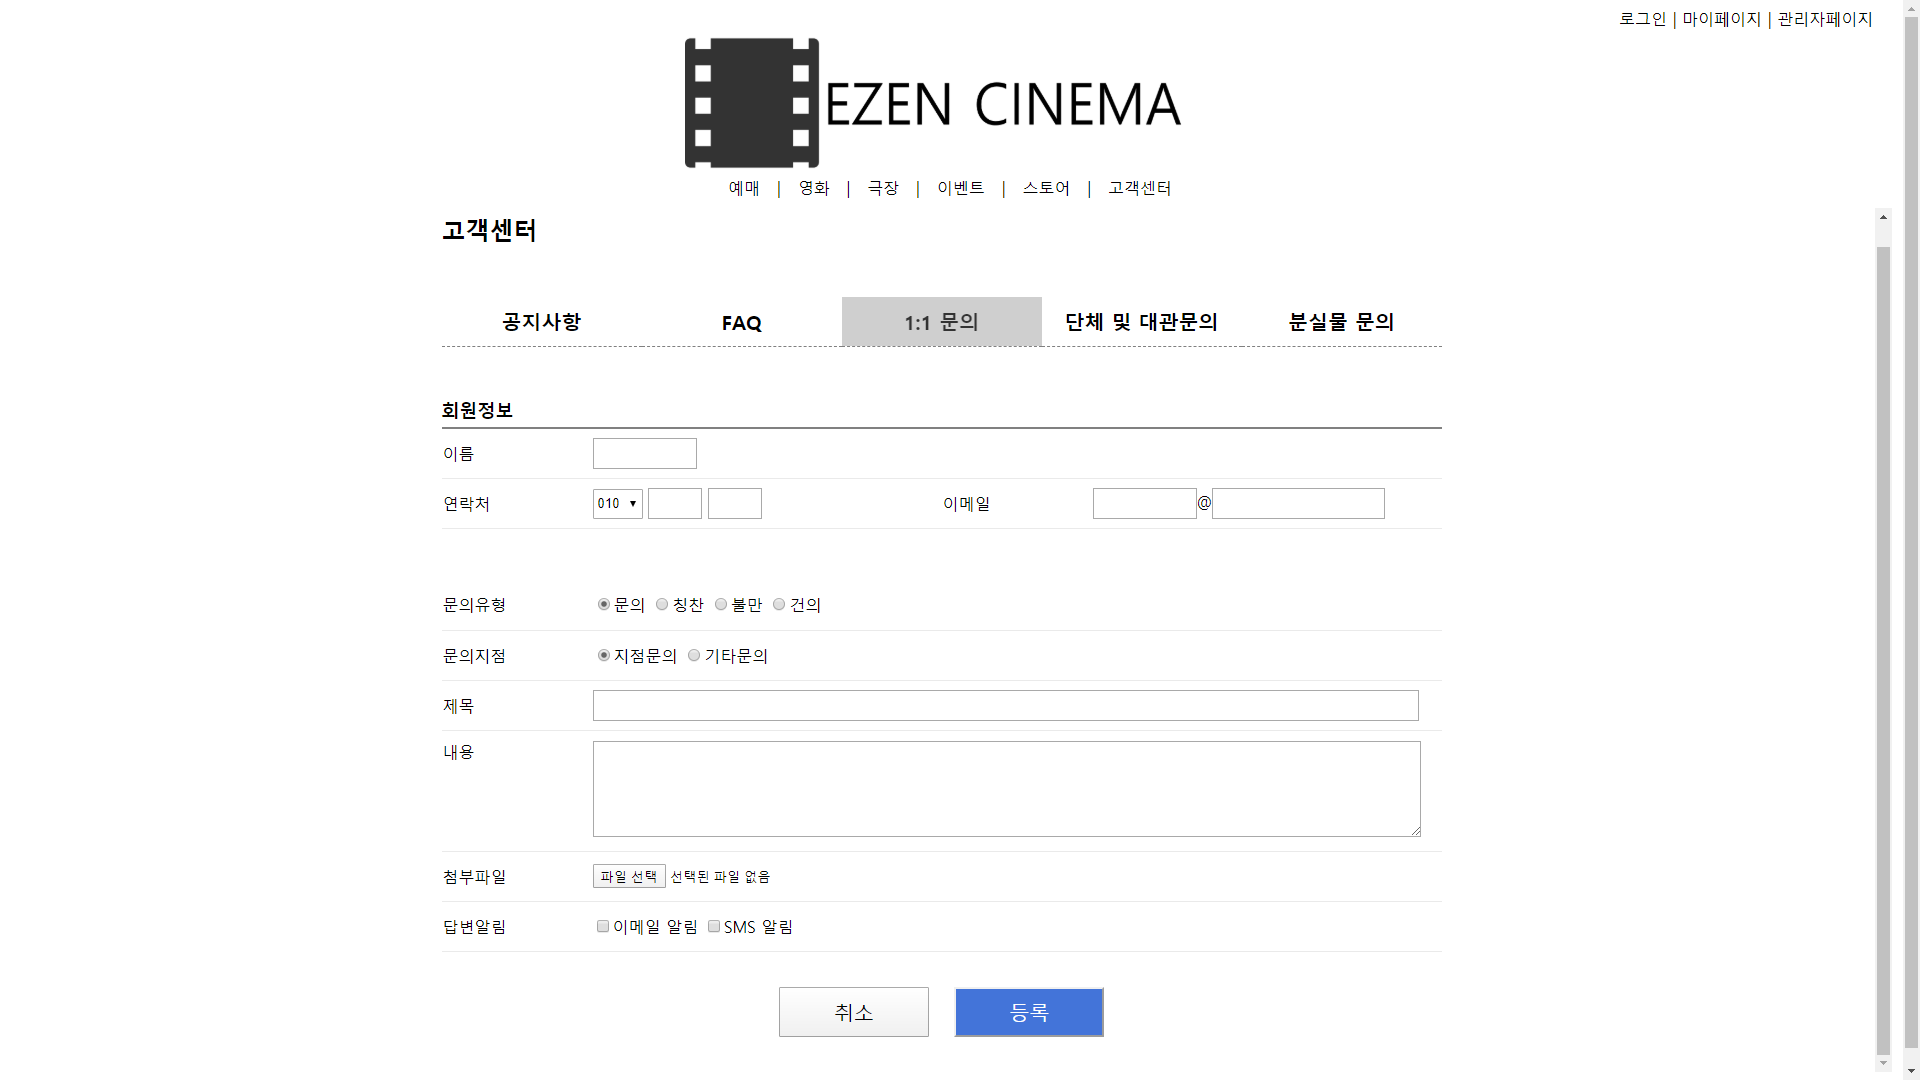 로그인 | 마이페이지 | 관리자페이지
EZEN CINEMA
예매 | 영화 | 극장 | 이벤트 | 스토어 | 고객센터
고객센터
공지사항 FAQ 1:1 문의 단체 및 대관문의 분실물 문의
회원정보
이름
연락처 010 이메일 @
문의유형 문의 칭찬 불만 건의
문의지점 지점문의 기타문의
제목
내용
첨부파일 파일 선택 선택된 파일 없음
답변알림 이메일 알림 SMS 알림
취소 등록